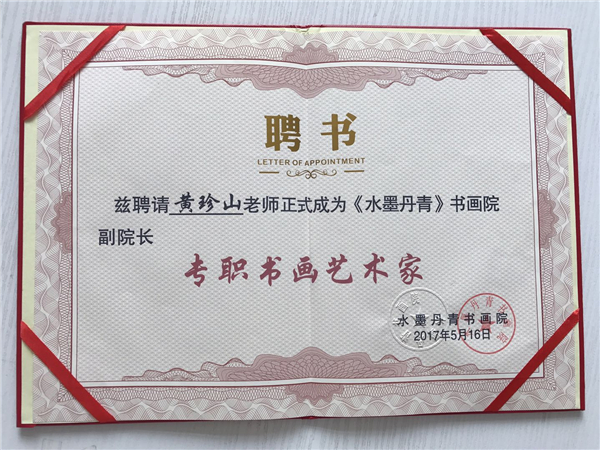 聘书
LETTER OF APPOINTMENT
兹聘请黄珍山老师正式成为《水墨丹青》书画院
副院长
专职书画艺术家
水墨丹青书画院
2017年5月16日